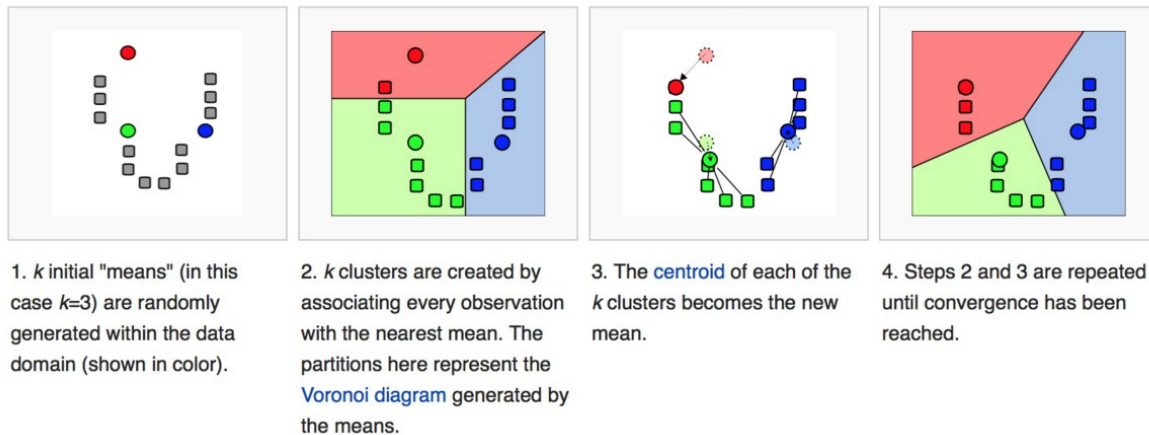 1. k initial "means" (in this
case k=3) are randomly
generated within the data
domain (shown in color).
2. k clusters are created by
associating every observation
with the nearest mean. The
partitions here represent the
Voronoi diagram generated by
the means.
3. The centroid of each of the
k clusters becomes the new
mean.
4. Steps 2 and 3 are repeated
until convergence has been
reached.